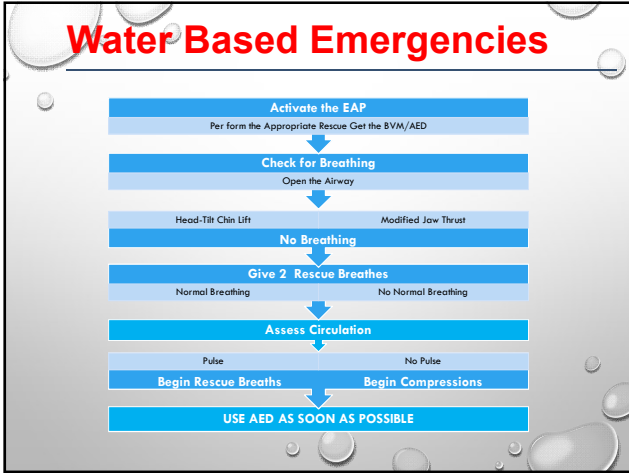 Water Based Emergencies
Activate the EAP
Per form the Appropriate Rescue Get the BVM/AED
Check for Breathing
Open the Airway
Head-Tilt Chin Lift Modified Jaw Thrust
No Breathing
Give 2 Rescue Breathes
Normal Breathing No Normal Breathing
Assess Circulation
Pulse No Pulse
Begin Rescue Breaths Begin Compressions
USE AED AS SOON AS POSSIBLE